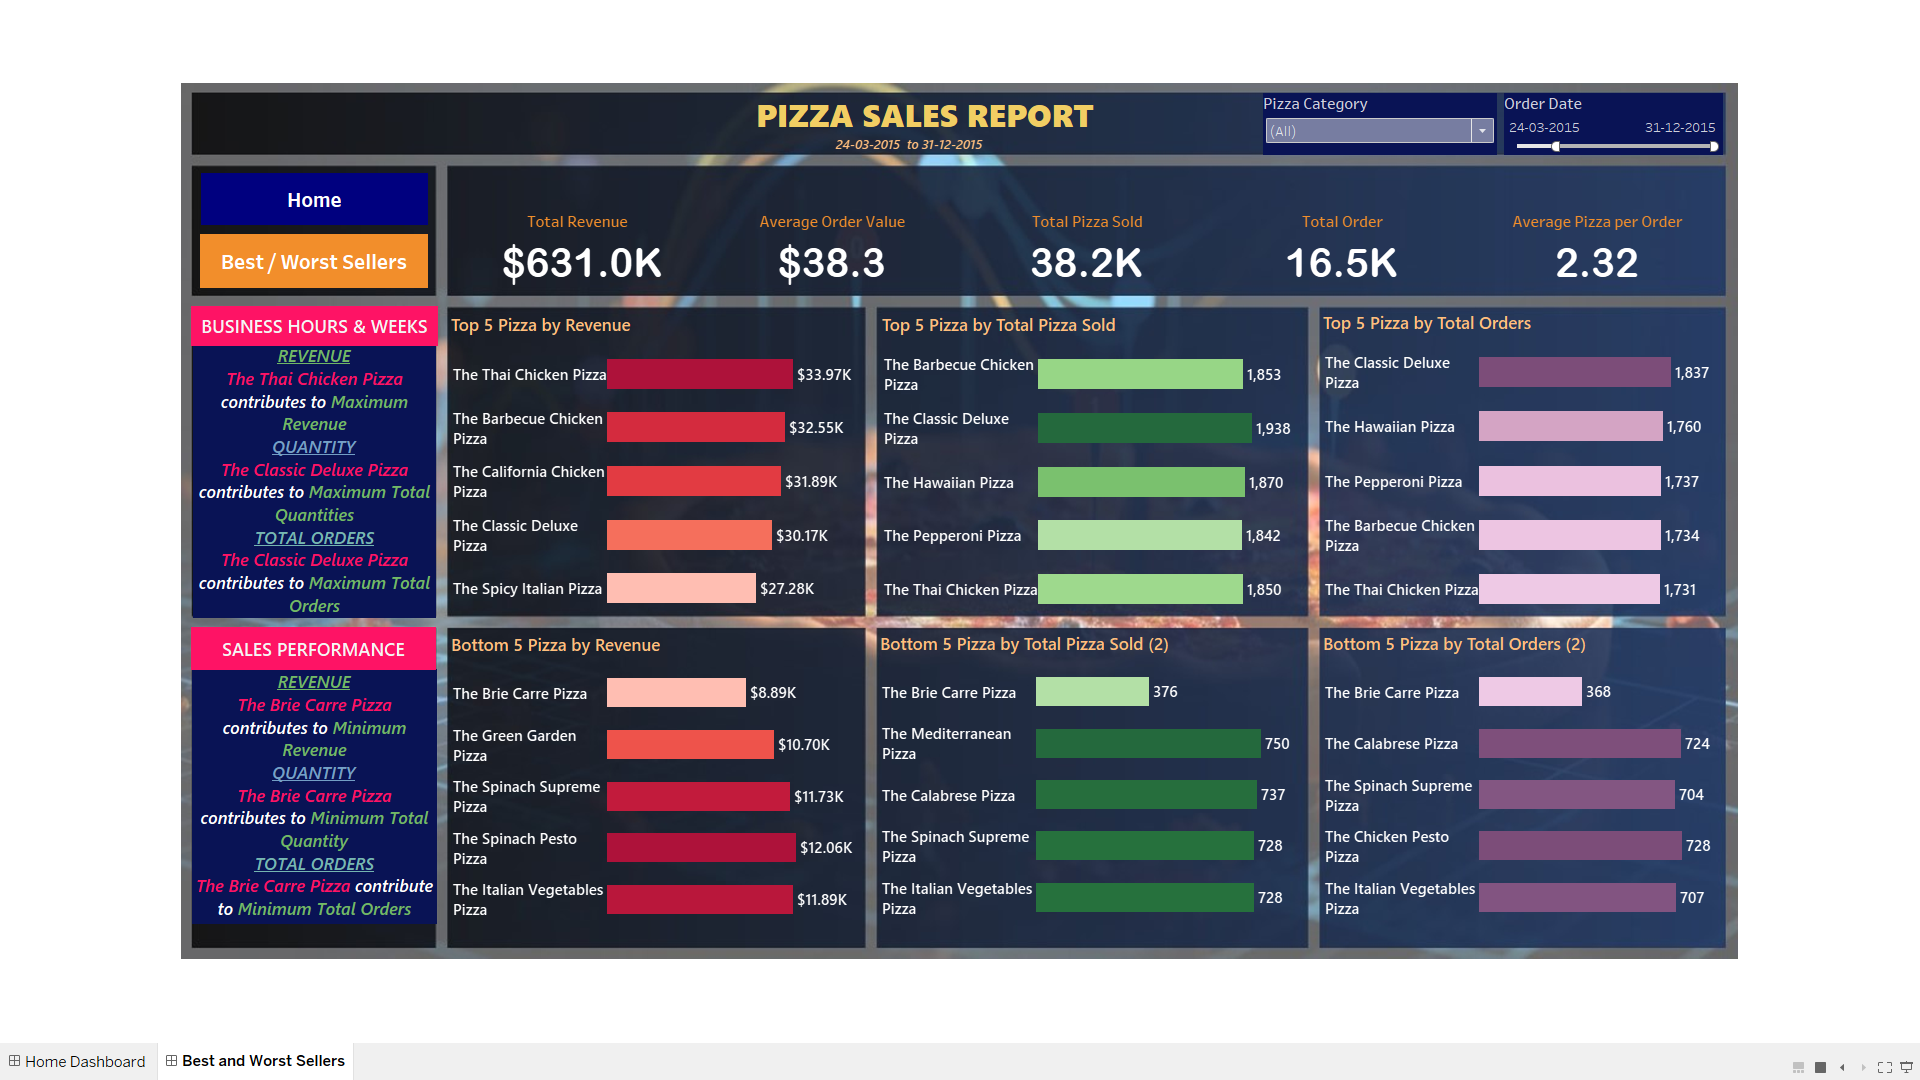 PIZZA SALES REPORT
24-03-2015 to 31-12-2015
Pizza Category
(All)
Order Date
24-03-2015 31-12-2015
Home
Best / Worst Sellers
Total Revenue
$631.0K
Average Order Value
$38.3
Total Pizza Sold
38.2K
Total Order
16.5K
Average Pizza per Order
2.32
BUSINESS HOURS & WEEKS
REVENUE
The Thai Chicken Pizza
contributes to Maximum
Revenue
QUANTITY
The Classic Deluxe Pizza
contributes to Maximum Total
Quantities
TOTAL ORDERS
The Classic Deluxe Pizza
contributes to Maximum Total
Orders
Top 5 Pizza by Revenue
The Thai Chicken Pizza $33.97K
The Barbecue Chicken
Pizza $32.55K
The California Chicken
Pizza $31.89K
The Classic Deluxe
Pizza $30.17K
The Spicy Italian Pizza $27.28K
Top 5 Pizza by Total Pizza Sold
The Barbecue Chicken
Pizza 1,853
The Classic Deluxe
Pizza 1,938
The Hawaiian Pizza 1,870
The Pepperoni Pizza 1,842
The Thai Chicken Pizza 1,850
Top 5 Pizza by Total Orders
The Classic Deluxe
Pizza 1,837
The Hawaiian Pizza 1,760
The Pepperoni Pizza 1,737
The Barbecue Chicken
Pizza 1,734
The Thai Chicken Pizza 1,731
SALES PERFORMANCE
REVENUE
The Brie Carre Pizza
contributes to Minimum
Revenue
QUANTITY
The Brie Carre Pizza
contributes to Minimum Total
Quantity
TOTAL ORDERS
The Brie Carre Pizza contribute
to Minimum Total Orders
Bottom 5 Pizza by Revenue
The Brie Carre Pizza $8.89K
The Green Garden
Pizza $10.70K
The Spinach Supreme
Pizza $11.73K
The Spinach Pesto
Pizza $12.06K
The Italian Vegetables
Pizza $11.89K
Bottom 5 Pizza by Total Pizza Sold (2)
The Brie Carre Pizza 376
The Mediterranean
Pizza 750
The Calabrese Pizza 737
The Spinach Supreme
Pizza 728
The Italian Vegetables
Pizza 728
Bottom 5 Pizza by Total Orders (2)
The Brie Carre Pizza 368
The Calabrese Pizza 724
The Spinach Supreme
Pizza 704
The Chicken Pesto
Pizza 728
The Italian Vegetables
Pizza 707
Home Dashboard
Best and Worst Sellers